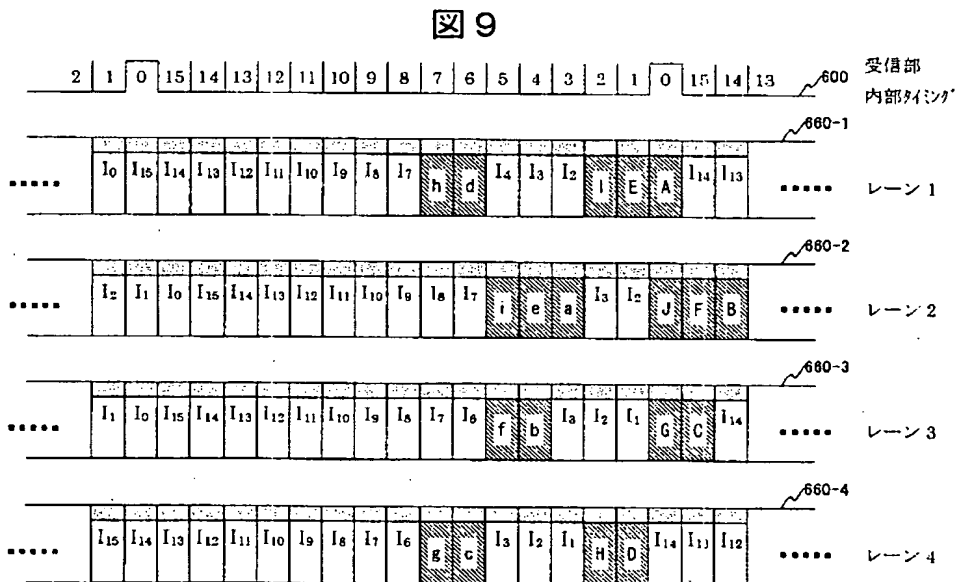 図9
2 1 0 15 14 13 12 11 10 9 8 7 6 5 4 3 2 1 0 15 14 13 600 受信部
内部タイミング
660-1
..... I0 I15 I14 I13 I12 I11 I10 I9 I8 I7 h d I4 I3 I2 I E A I14 I13 ..... レーン 1
660-2
..... I2 I1 I0 I15 I14 I13 I12 I11 I10 I9 I8 I7 i e a I3 I2 J F B ..... レーン 2
660-3
..... I1 I0 I15 I14 I13 I12 I11 I10 I9 I8 I7 I6 f b I3 I2 I1 G C I14 ..... レーン 3
660-4
..... I15 I14 I13 I12 I11 I10 I9 I8 I7 I6 g c I3 I2 I1 H D I14 I13 I12 ..... レーン 4